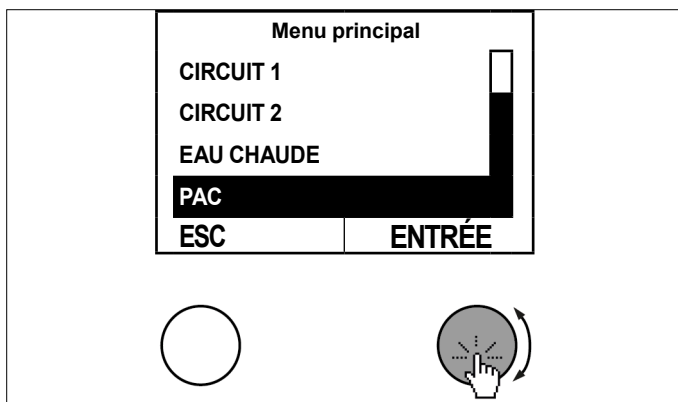 Menu principal
CIRCUIT 1
CIRCUIT 2
EAU CHAUDE
PAC
ESC ENTRÉE